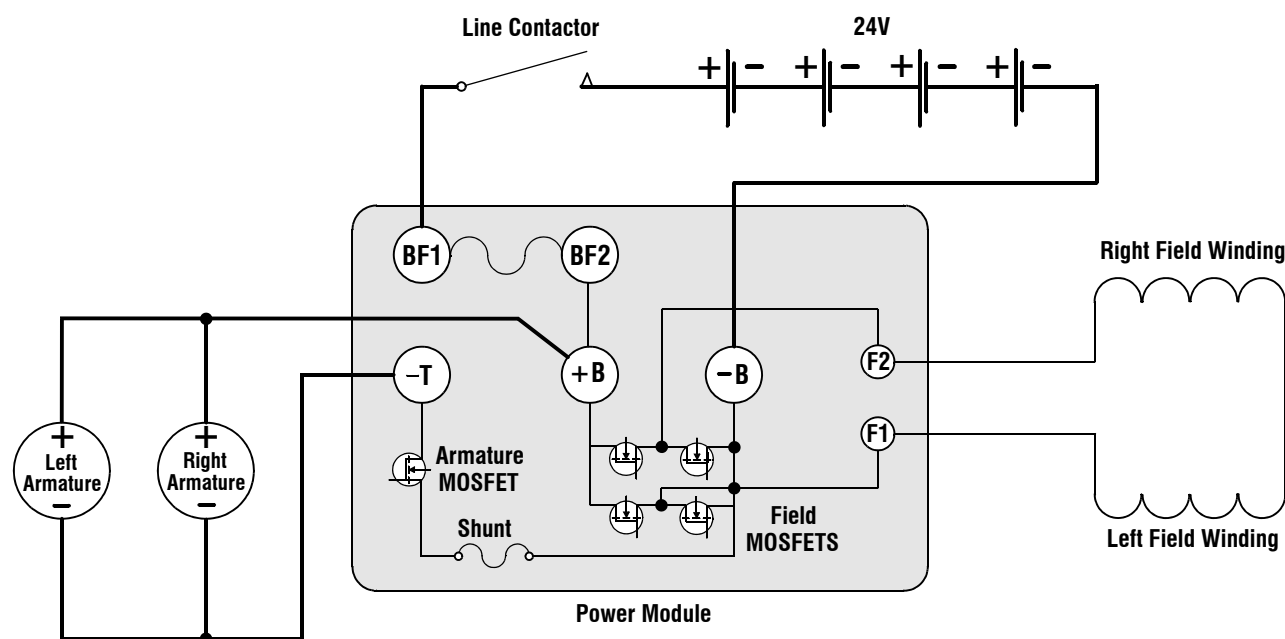 Line Contactor
24V
+ - + - + - + -
BF1
BF2
Right Field Winding
–T
+B
–B
F2
F1
+
Left
Armature
–
+
Right
Armature
–
Armature
MOSFET
Shunt
Field
MOSFETS
Left Field Winding
Power Module